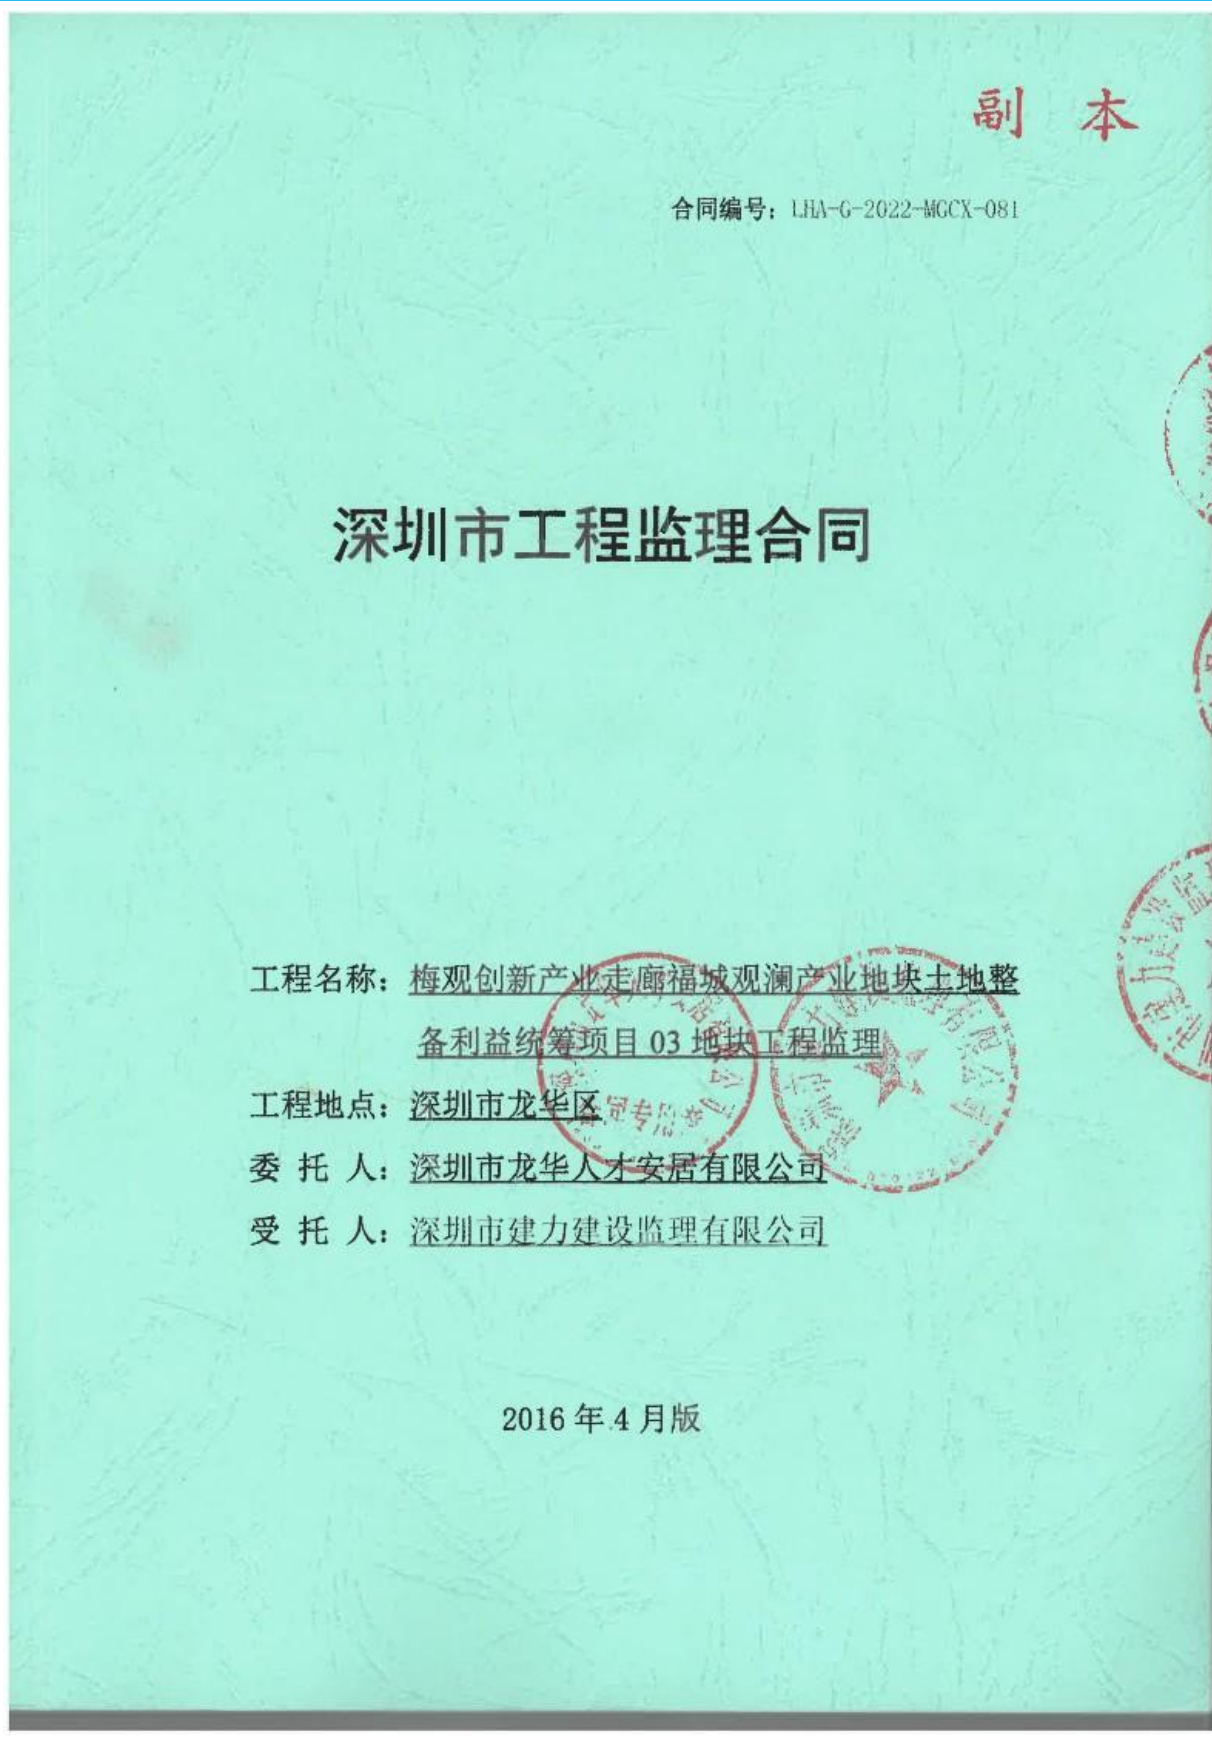 副 本
合同编号：LHA-G-2022-MGCX-081
深圳市工程监理合同
工程名称：梅观创新产业走廊福城观澜产业地块土地整
备利益统筹项目 03 地块工程监理
工程地点：深圳市龙华区
委 托 人：深圳市龙华人才安居有限公司
受 托 人：深圳市建力建设监理有限公司
2016 年 4 月版